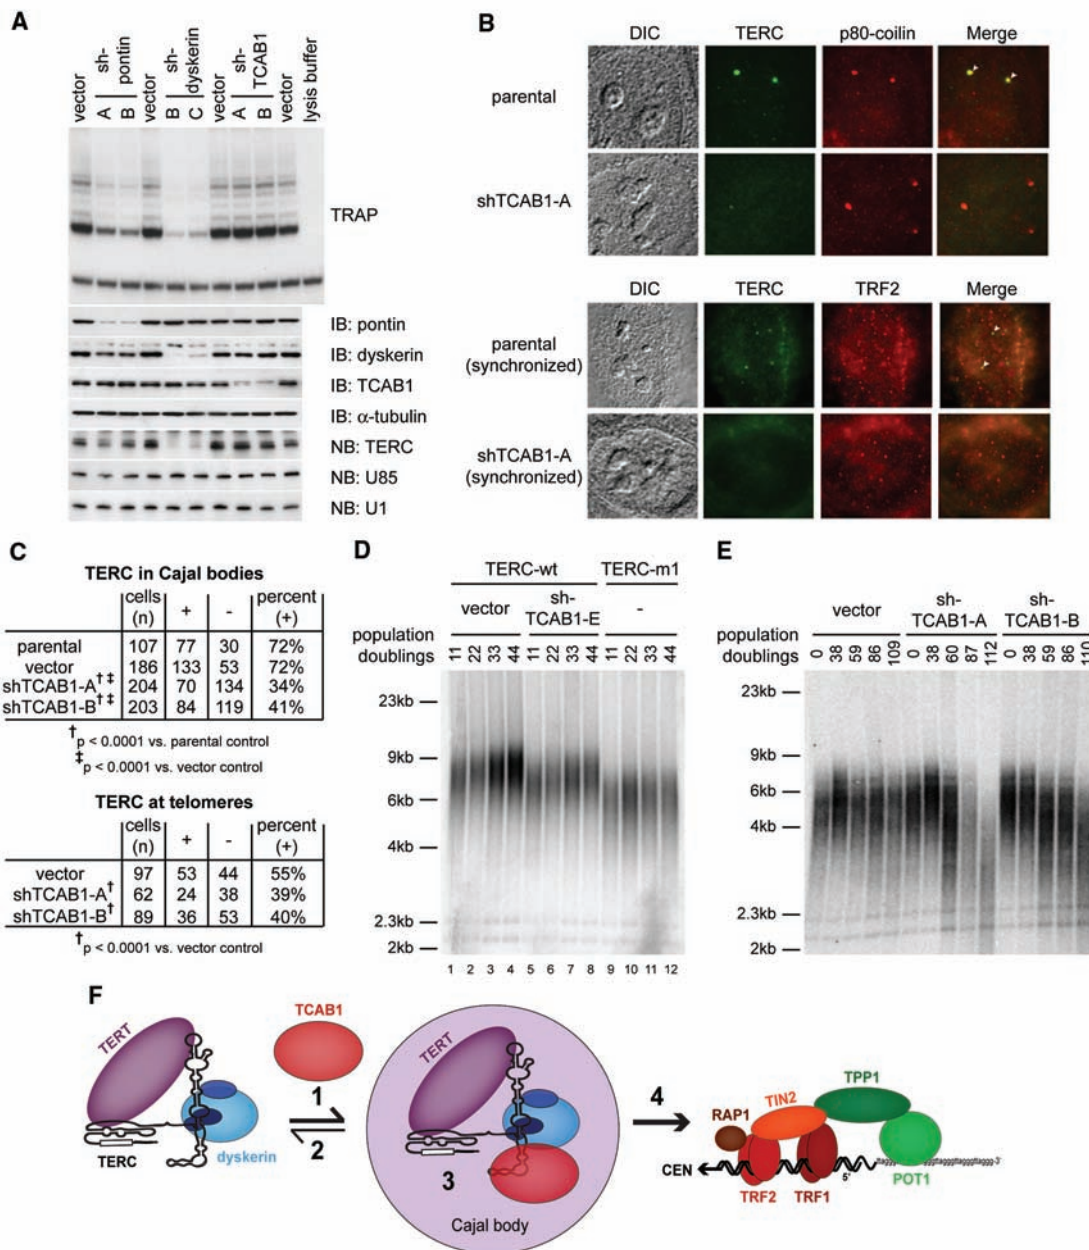 A
vector
A
B
sh-
pontin
vector
B
C
sh-
dyskerin
vector
A
B
sh-
TCAB1
vector
lysis buffer
TRAP
IB: pontin
IB: dyskerin
IB: TCAB1
IB: α-tubulin
NB: TERC
NB: U85
NB: U1
B
DIC TERC p80-coilin Merge
parental
shTCAB1-A
DIC TERC TRF2 Merge
parental
(synchronized)
shTCAB1-A
(synchronized)
C
TERC in Cajal bodies
cells (n) + - percent (+)
parental 107 77 30 72%
vector 186 133 53 72%
shTCAB1-A†‡ 204 70 134 34%
shTCAB1-B†‡ 203 84 119 41%
†p < 0.0001 vs. parental control
‡p < 0.0001 vs. vector control
TERC at telomeres
cells (n) + - percent (+)
vector 97 53 44 55%
shTCAB1-A† 62 24 38 39%
shTCAB1-B† 89 36 53 40%
†p < 0.0001 vs. vector control
D
TERC-wt TERC-m1
vector sh-TCAB1-E -
population doublings 11 22 33 44 11 22 33 44 11 22 33 44
23kb
9kb
6kb
4kb
2.3kb
2kb
1 2 3 4 5 6 7 8 9 10 11 12
E
vector sh-TCAB1-A sh-TCAB1-B
population doublings 0 38 59 86 109 0 38 60 87 112 0 38 59 86 110
23kb
9kb
6kb
4kb
2.3kb
2kb
F
TERT
TERC
dyskerin
TCAB1
1
2
TERT
3
Cajal body
4
RAP1
TIN2
TPP1
CEN
TRF2
TRF1
5'
POT1
ttaggg
gggttagggttagggttaggg-3'